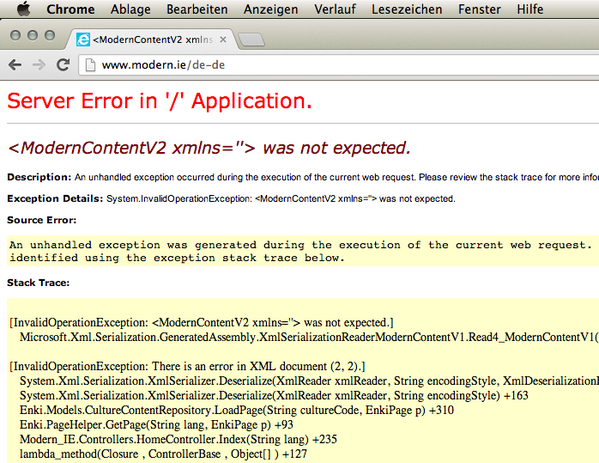 Chrome Ablage Bearbeiten Anzeigen Verlauf Lesezeichen Fenster Hilfe
<ModernContentV2 xmlns
www.modern.ie/de-de
Server Error in '/' Application.
<ModernContentV2 xmlns=''> was not expected.
Description: An unhandled exception occurred during the execution of the current web request. Please review the stack trace for more infor
Exception Details: System.InvalidOperationException: <ModernContentV2 xmlns=''> was not expected.
Source Error:
An unhandled exception was generated during the execution of the current web request.
identified using the exception stack trace below.
Stack Trace:
[InvalidOperationException: <ModernContentV2 xmlns=''> was not expected.]
Microsoft.Xml.Serialization.GeneratedAssembly.XmlSerializationReaderModernContentV1.Read4_ModernContentV1(
[InvalidOperationException: There is an error in XML document (2, 2).]
System.Xml.Serialization.XmlSerializer.Deserialize(XmlReader xmlReader, String encodingStyle, XmlDeserializationE
System.Xml.Serialization.XmlSerializer.Deserialize(XmlReader xmlReader, String encodingStyle) +163
Enki.Models.CultureContentRepository.LoadPage(String cultureCode, EnkiPage p) +310
Enki.PageHelper.GetPage(String lang, EnkiPage p) +93
Modern_IE.Controllers.HomeController.Index(String lang) +235
lambda_method(Closure , ControllerBase , Object[] ) +127